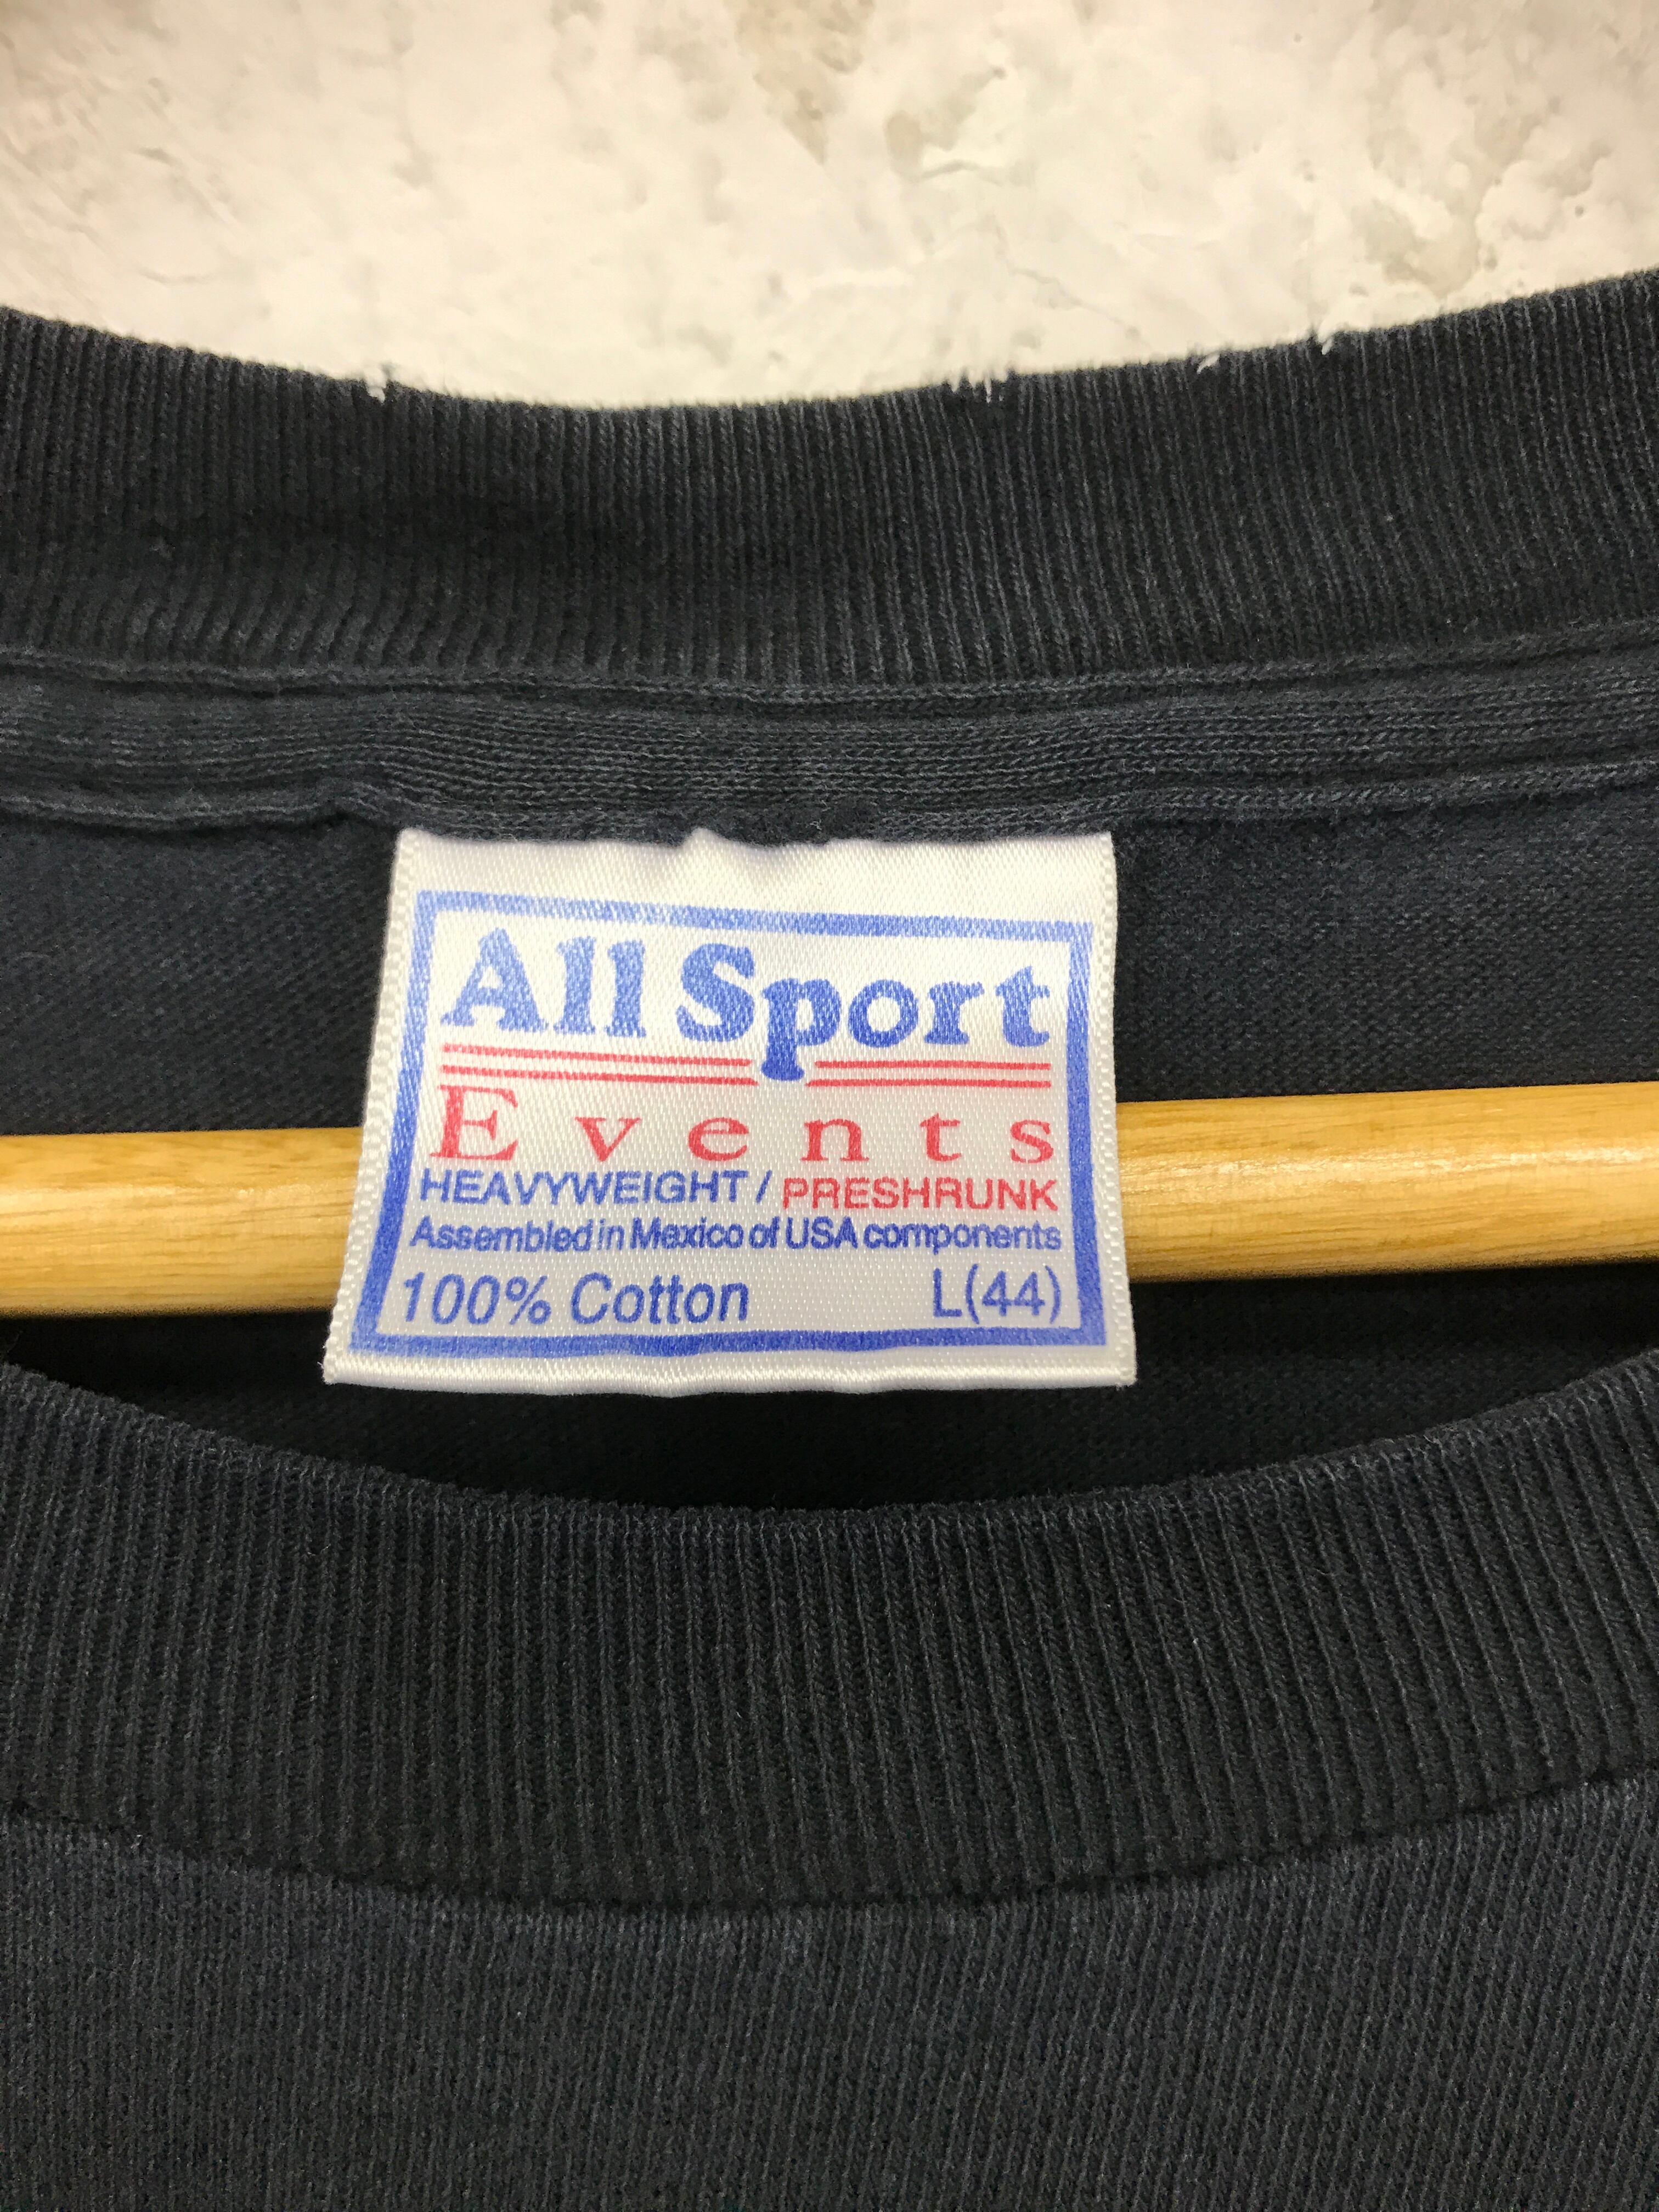 All Sport
Events
HEAVYWEIGHT / PRESHRUNK
Assembled in Mexico of USA components
100% Cotton L(44)